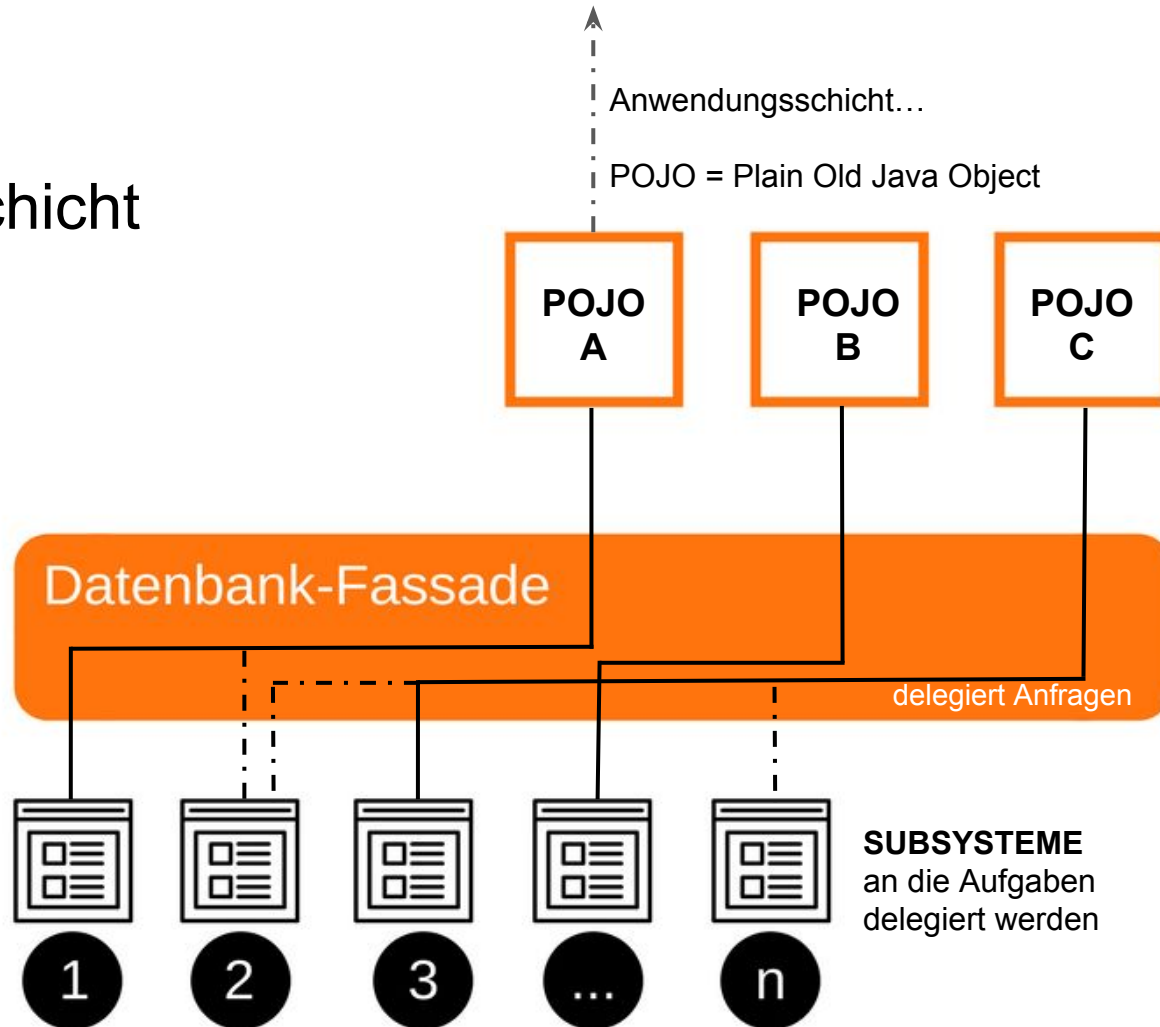 Anwendungsschicht…
POJO = Plain Old Java Object
chicht
POJO
A
POJO
B
POJO
C
Datenbank-Fassade
delegiert Anfragen
SUBSYSTEME
an die Aufgaben
delegiert werden
1
2
3
...
n